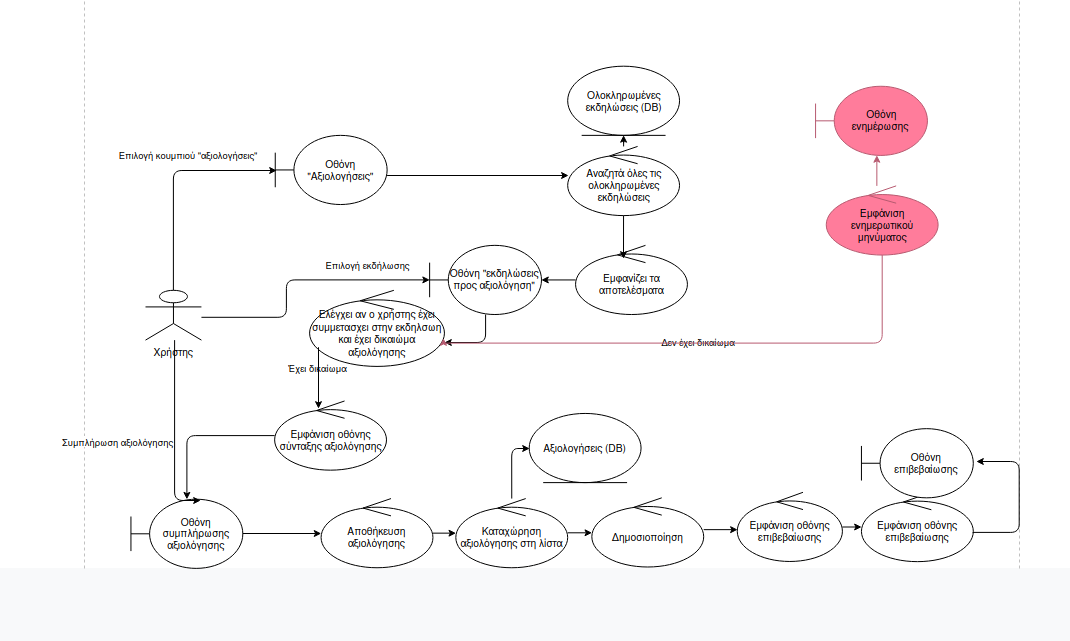 Ολοκληρωμένες
εκδηλώσεις (DB)
Οθόνη
ενημέρωσης
Επιλογή κουμπιού "αξιολογήσεις"
Οθόνη
"Αξιολογήσεις"
Αναζητά όλες τις
ολοκληρωμένες
εκδηλώσεις
Εμφάνιση
ενημερωτικού
μηνύματος
Επιλογή εκδήλωσης
Οθόνη "εκδηλώσεις
προς αξιολόγηση"
Εμφανίζει τα
αποτελέσματα
Ελέγχει αν ο χρήστης έχει
συμμετασχει στην εκδηλσωη
και έχει δικαιώμα
αξιολόγησης
Δεν έχει δικαίωμα
Χρήστης
Έχει δικαίωμα
Συμπλήρωση αξιολόγησης
Εμφάνιση οθόνης
σύνταξης αξιολόγησης
Αξιολογήσεις (DB)
Οθόνη
επιβεβαίωσης
Οθόνη
συμπλήρωσης
αξιολόγησης
Αποθήκευση
αξιολόγησης
Καταχώρηση
αξιολόγησης στη λίστα
Δημοσιοποίηση
Εμφάνιση οθόνης
επιβεβαίωσης
Εμφάνιση οθόνης
επιβεβαίωσης